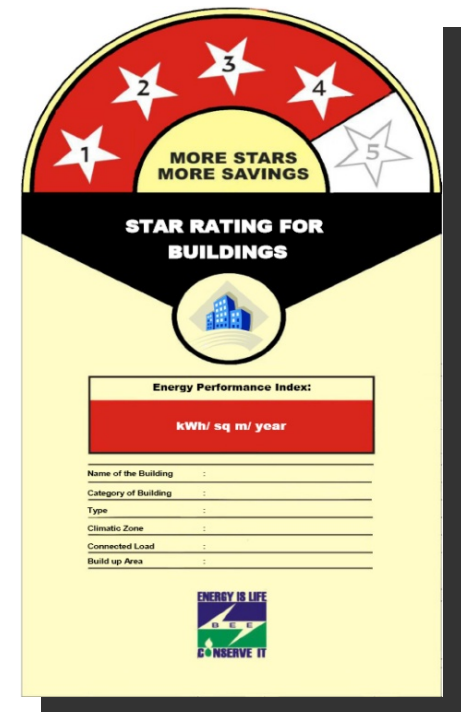 1
2
3
4
5
MORE STARS
MORE SAVINGS
STAR RATING FOR
BUILDINGS
Energy Performance Index:
kWh/ sq m/ year
Name of the Building :
Category of Building :
Type :
Climatic Zone :
Connected Load :
Build up Area :
ENERGY IS LIFE
BEE
CONSERVE IT